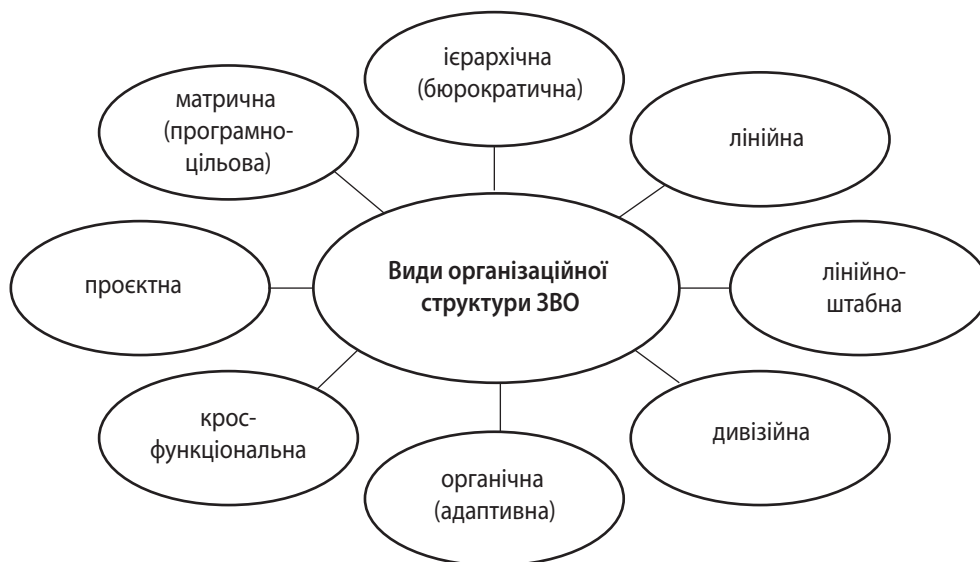 ієрархічна
(бюрократична)
матрична
(програмно-
цільова)
лінійна
проєктна
Види організаційної
структури ЗВО
лінійно-
штабна
крос-
функціональна
органічна
(адаптивна)
дивізійна